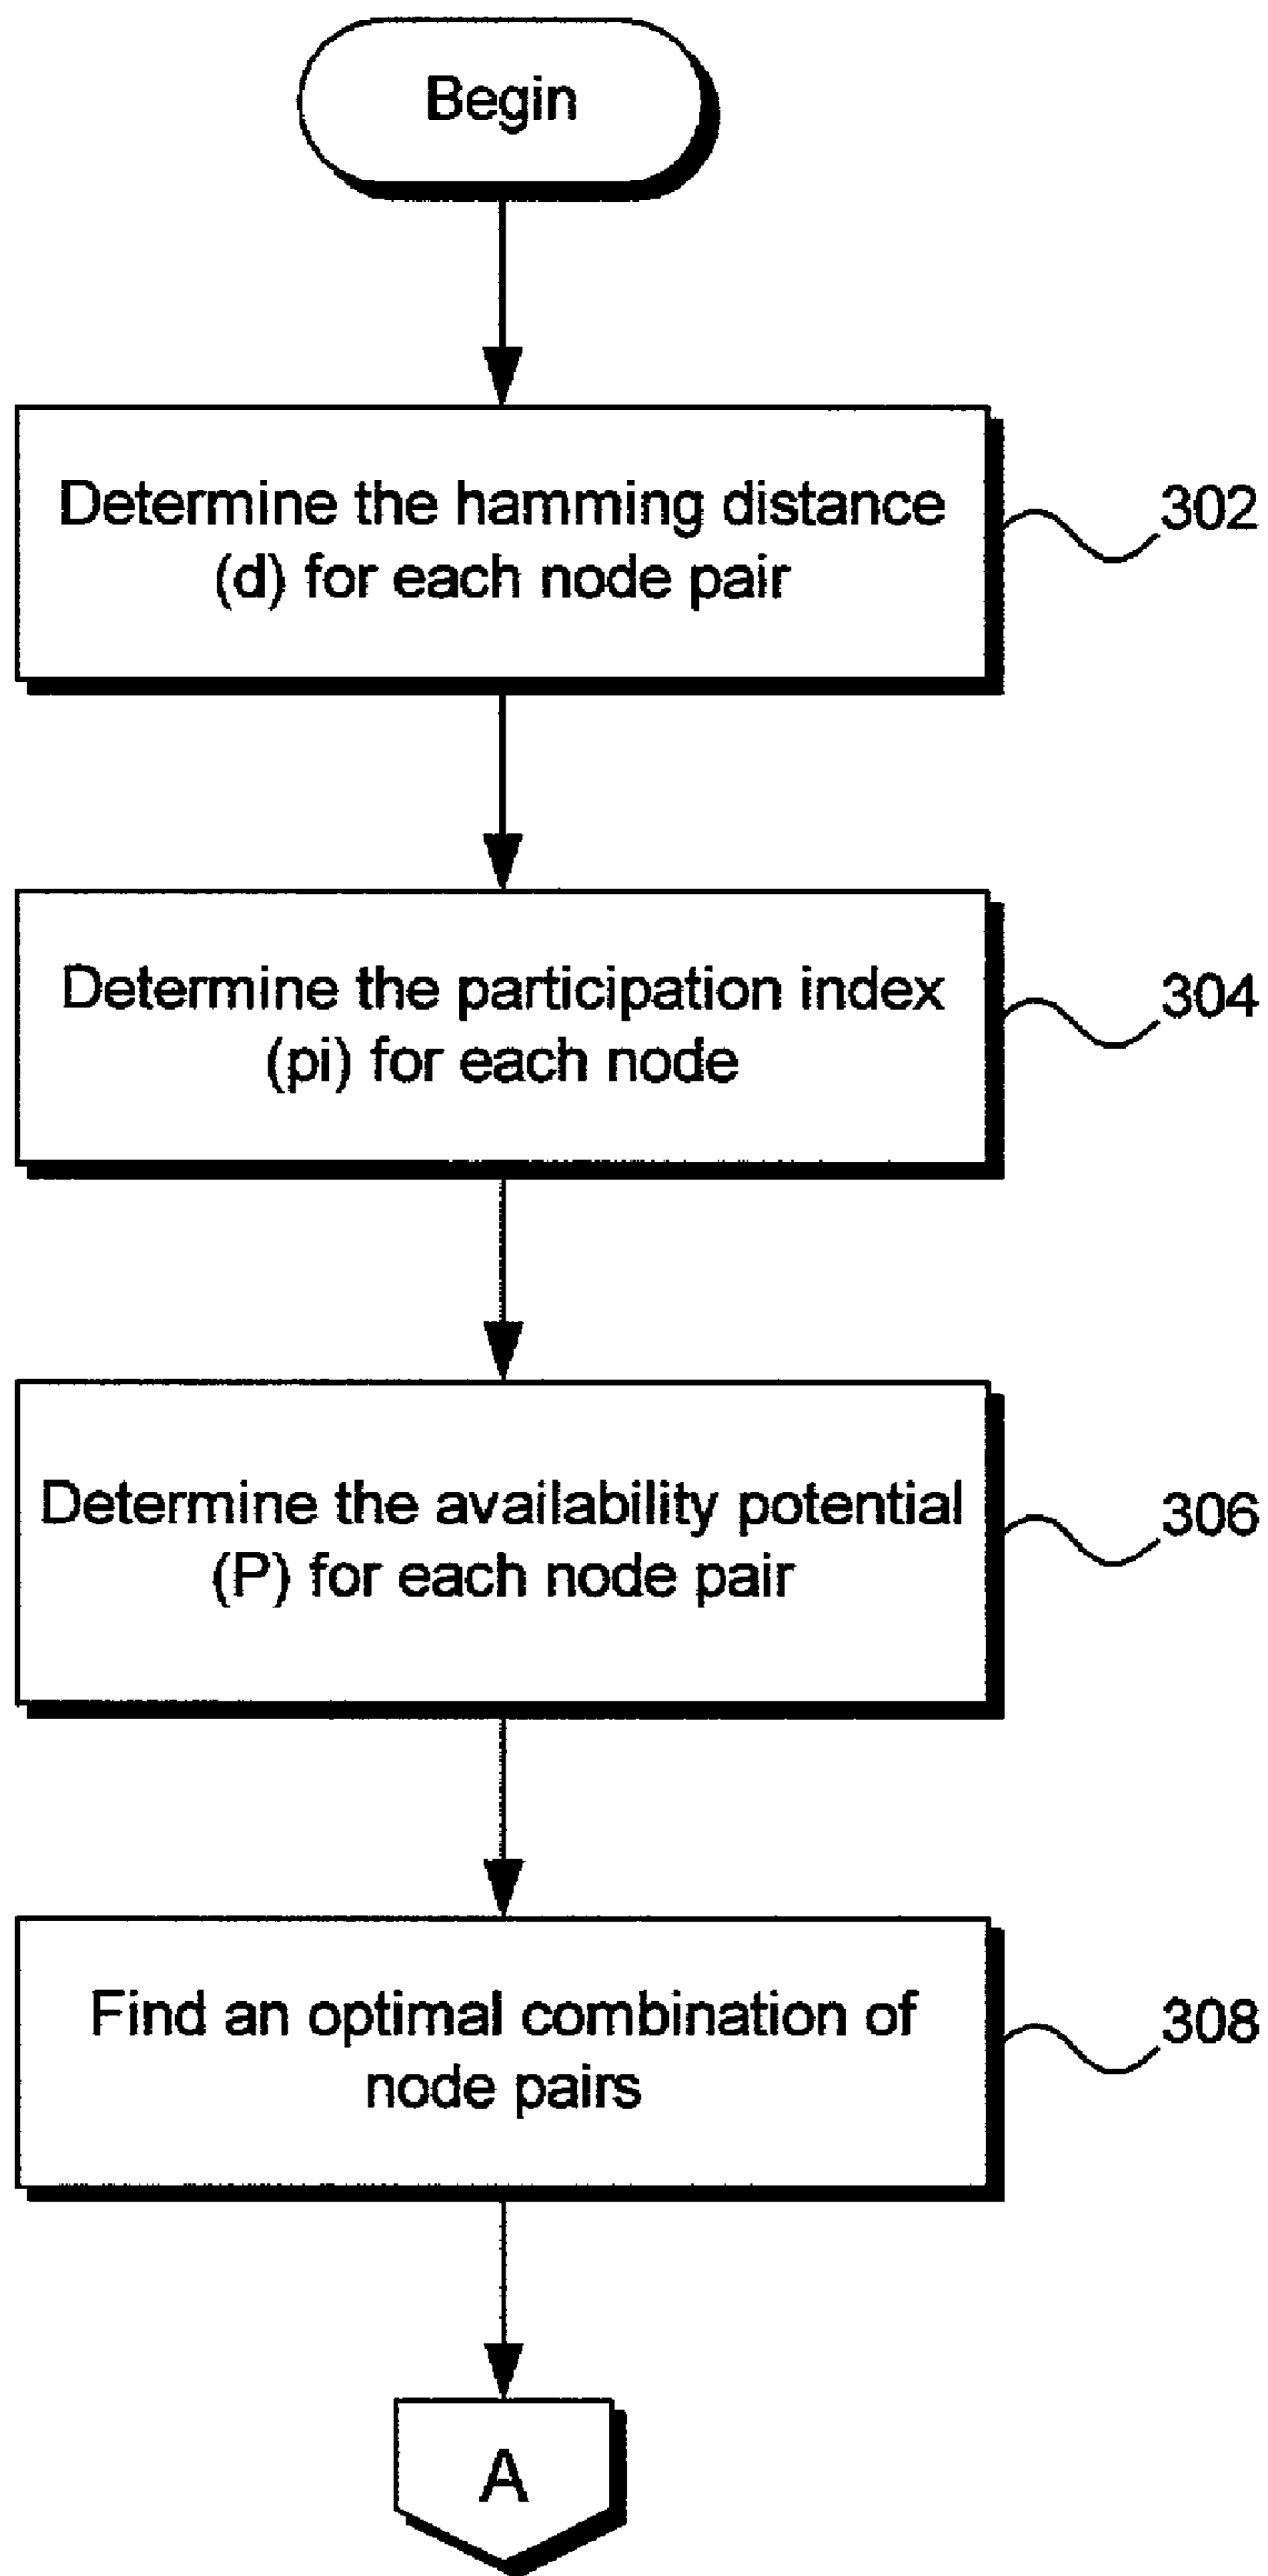 Begin
Determine the hamming distance
(d) for each node pair
302
Determine the participation index
(pi) for each node
304
Determine the availability potential
(P) for each node pair
306
Find an optimal combination of
node pairs
308
A